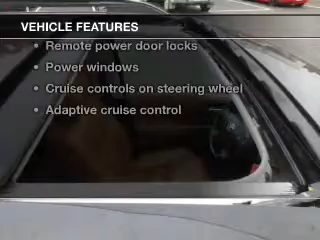 VEHICLE FEATURES
• Remote power door locks
• Power windows
• Cruise controls on steering wheel
• Adaptive cruise control